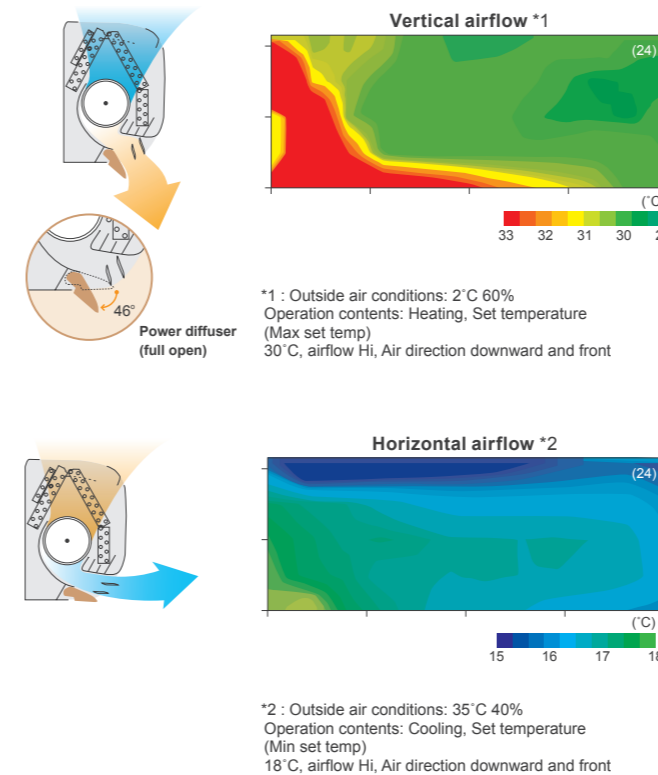 Vertical airflow *1
(24)
(˚C
33 32 31 30 2
46°
Power diffuser
(full open)
*1 : Outside air conditions: 2˚C 60%
Operation contents: Heating, Set temperature
(Max set temp)
30˚C, airflow Hi, Air direction downward and front
Horizontal airflow *2
(24)
(˚C)
15 16 17 18
*2 : Outside air conditions: 35˚C 40%
Operation contents: Cooling, Set temperature
(Min set temp)
18˚C, airflow Hi, Air direction downward and front